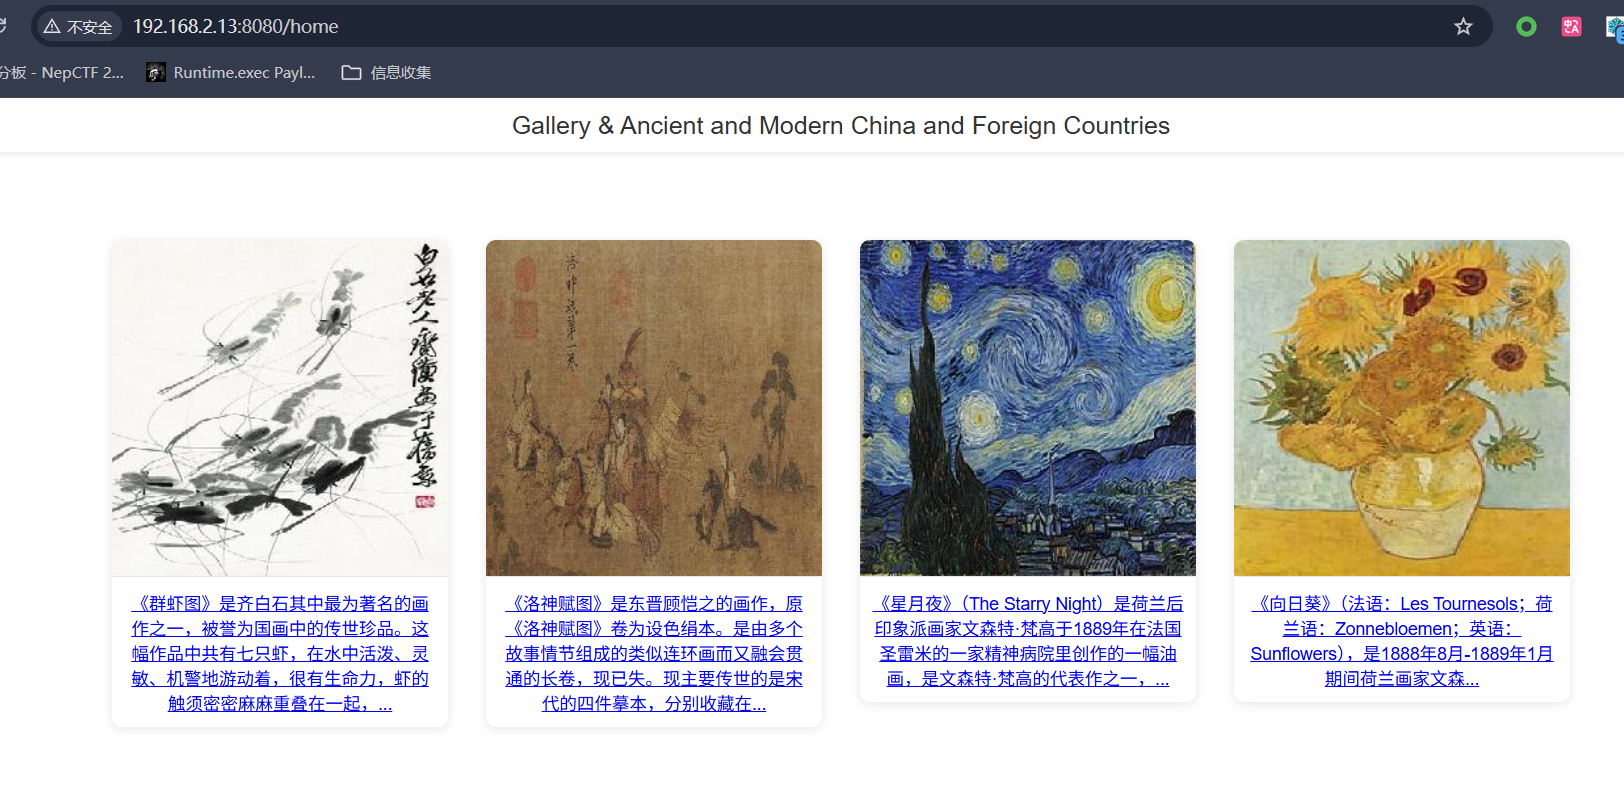 不安全 192.168.2.13:8080/home
分板 - NepCTF 2... Runtime.exec Payl... 信息收集
Gallery & Ancient and Modern China and Foreign Countries
《群虾图》是齐白石其中最为著名的画
作之一，被誉为国画中的传世珍品。这
幅作品中共有七只虾，在水中活泼、灵
敏、机警地游动着，很有生命力，虾的
触须密密麻麻重叠在一起，...
《洛神赋图》是东晋顾恺之的画作，原
《洛神赋图》卷为设色绢本。是由多个
故事情节组成的类似连环画而又融会贯
通的长卷，现已失。现主要传世的是宋
代的四件摹本，分别收藏在...
《星月夜》（The Starry Night）是荷兰后
印象派画家文森特·梵高于1889年在法国
圣雷米的一家精神病院里创作的一幅油
画，是文森特·梵高的代表作之一，...
《向日葵》（法语：Les Tournesols；荷
兰语：Zonnebloemen；英语：
Sunflowers），是1888年8月-1889年1月
期间荷兰画家文森...